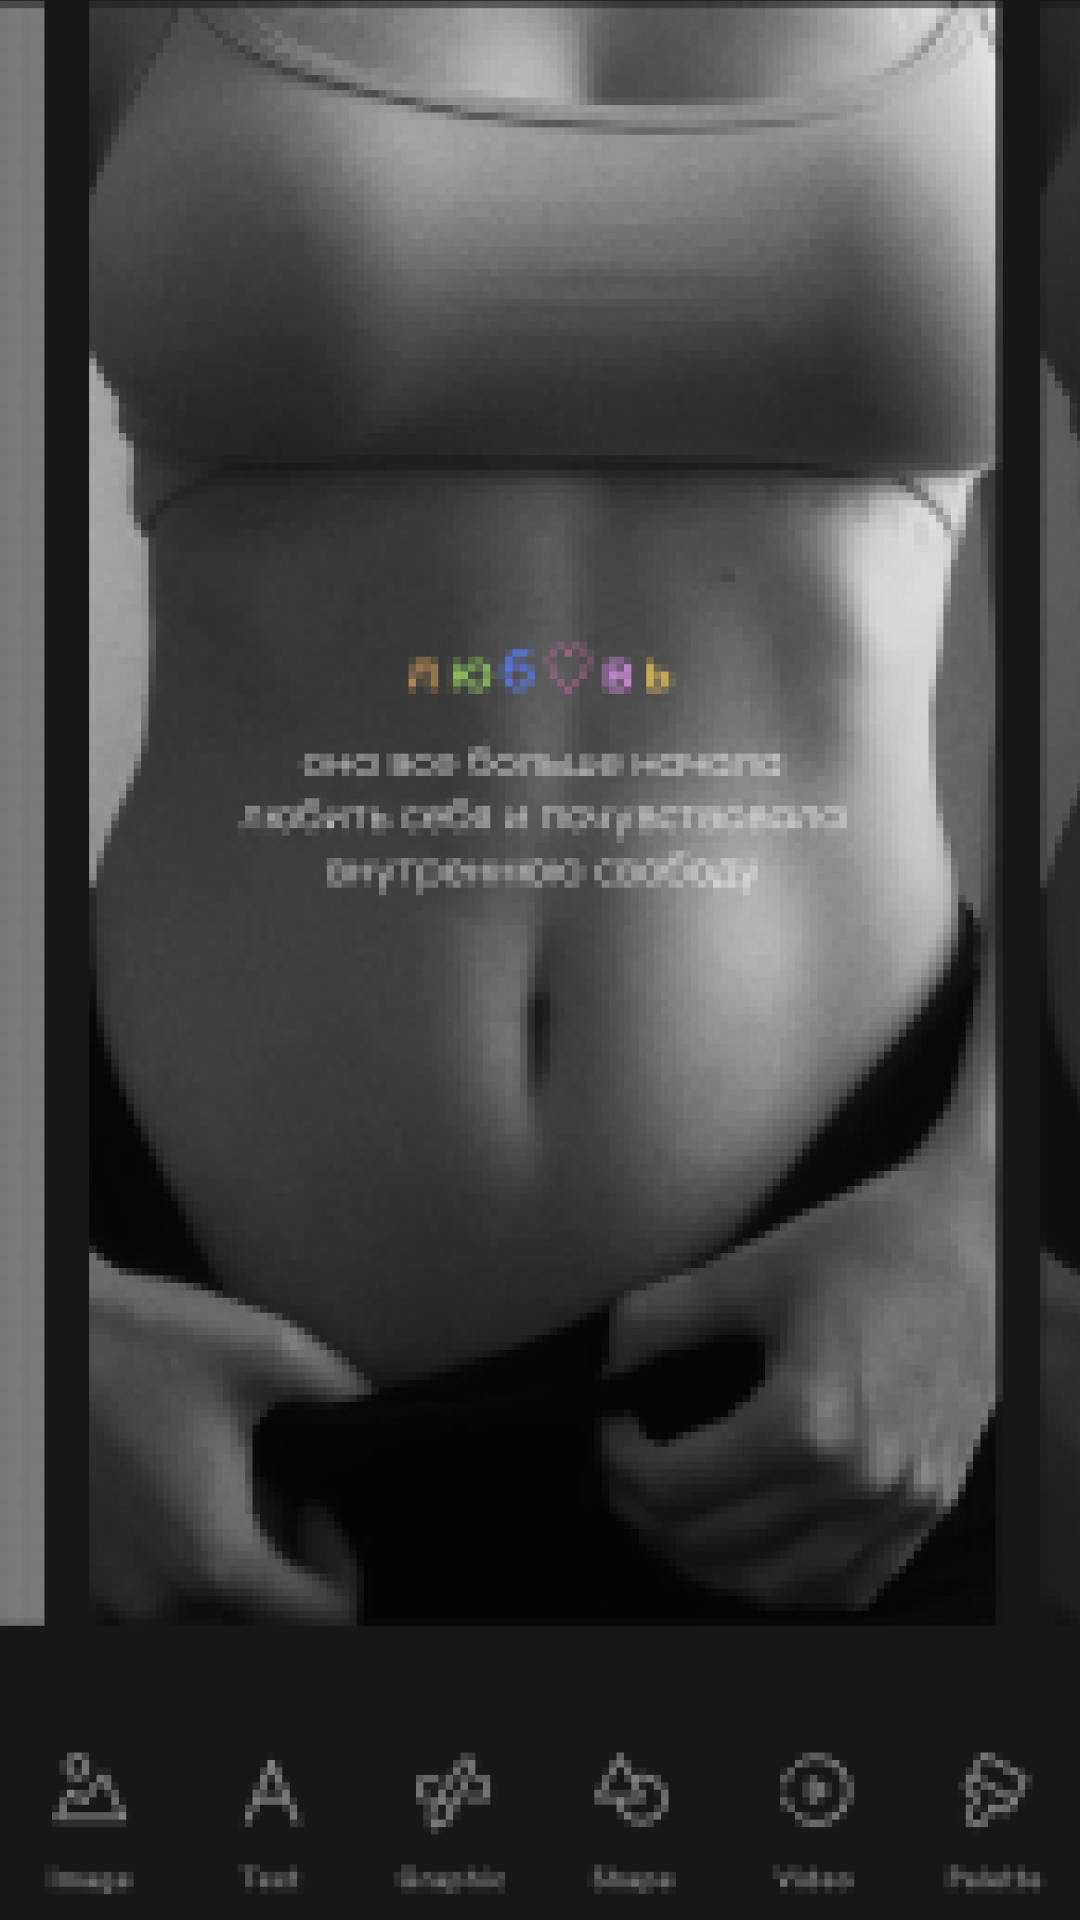 ЛЮБ♡ВЬ
она все больше начала
любить себя и почувствовала
внутреннюю свободу
Image Text Graphic Shape Video Palette